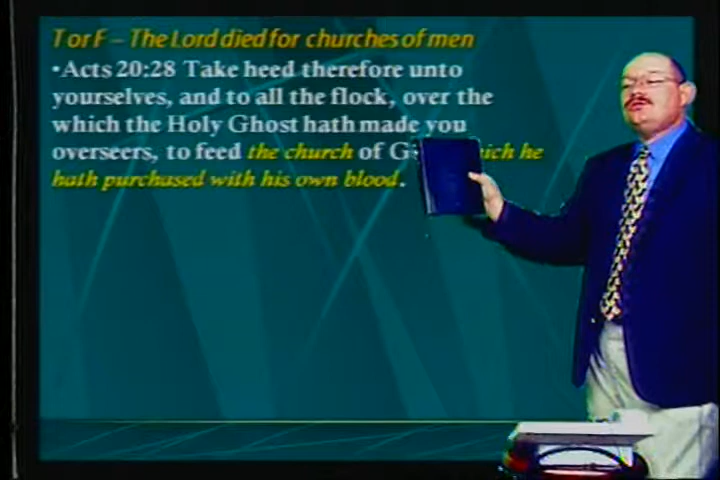 T or F – The Lord died for churches of men
•Acts 20:28 Take heed therefore unto
yourselves, and to all the flock, over the
which the Holy Ghost hath made you
overseers, to feed the church of G ich he
hath purchased with his own blood.